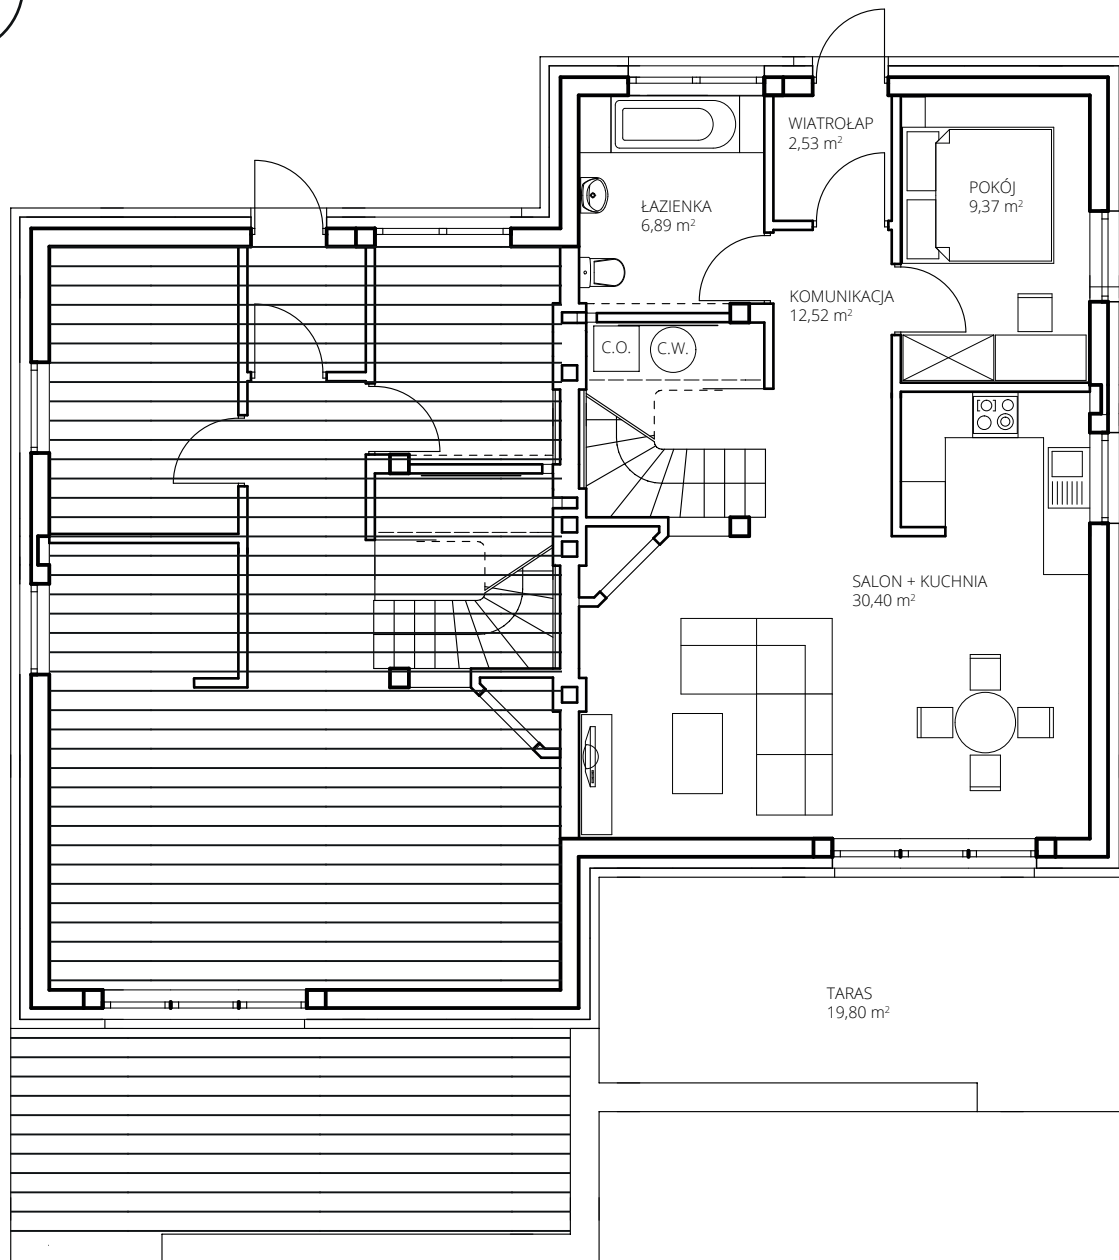 WIATROŁAP
2,53 m²
POKÓJ
9,37 m²
ŁAZIENKA
6,89 m²
KOMUNIKACJA
12,52 m²
C.O.
C.W.
SALON + KUCHNIA
30,40 m²
TARAS
19,80 m²